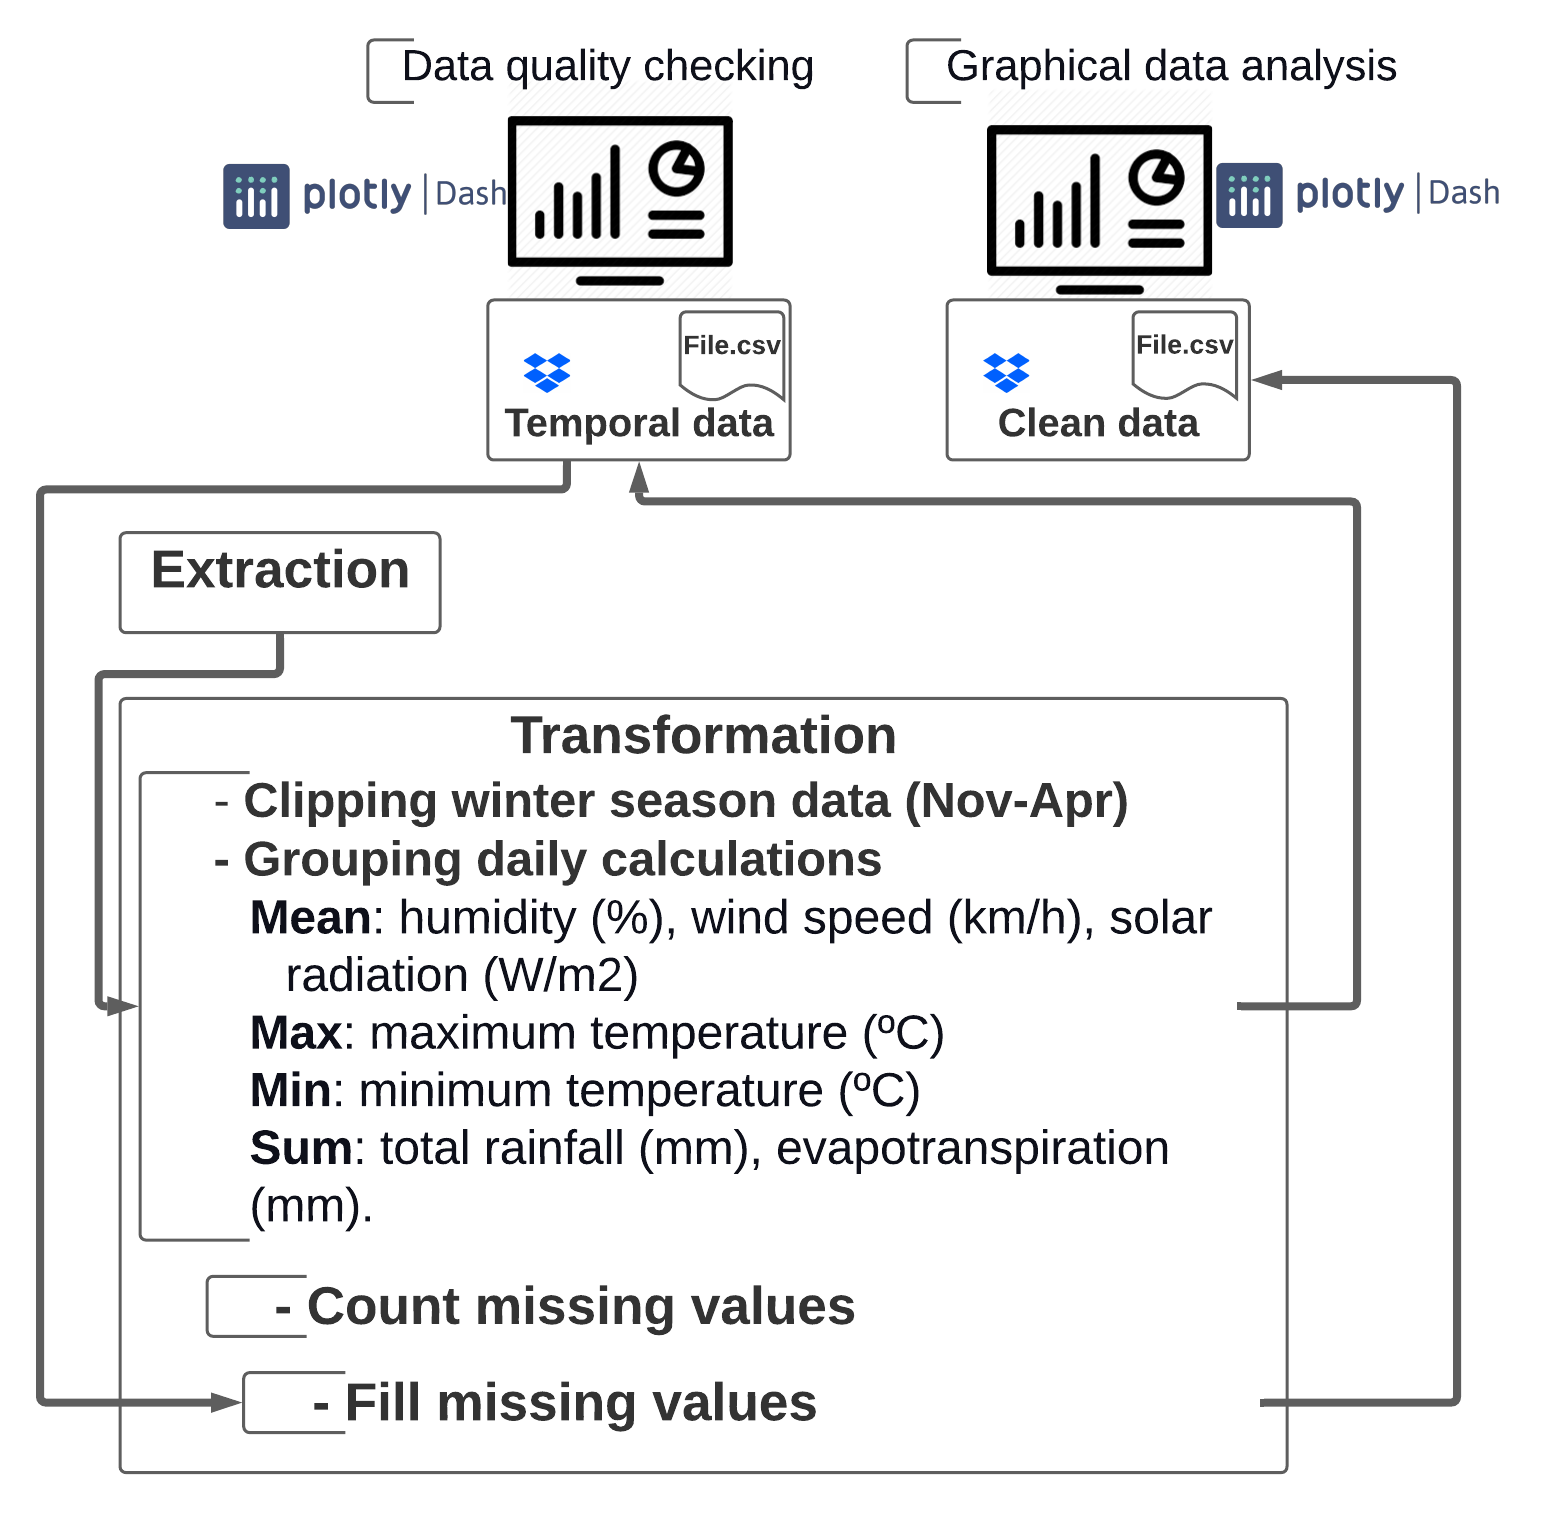 Data quality checking
Graphical data analysis
plotly | Dash
plotly | Dash
File.csv
Temporal data
File.csv
Clean data
Extraction
Transformation
- Clipping winter season data (Nov-Apr)
- Grouping daily calculations
Mean: humidity (%), wind speed (km/h), solar
radiation (W/m2)
Max: maximum temperature (ºC)
Min: minimum temperature (ºC)
Sum: total rainfall (mm), evapotranspiration
(mm).
- Count missing values
- Fill missing values